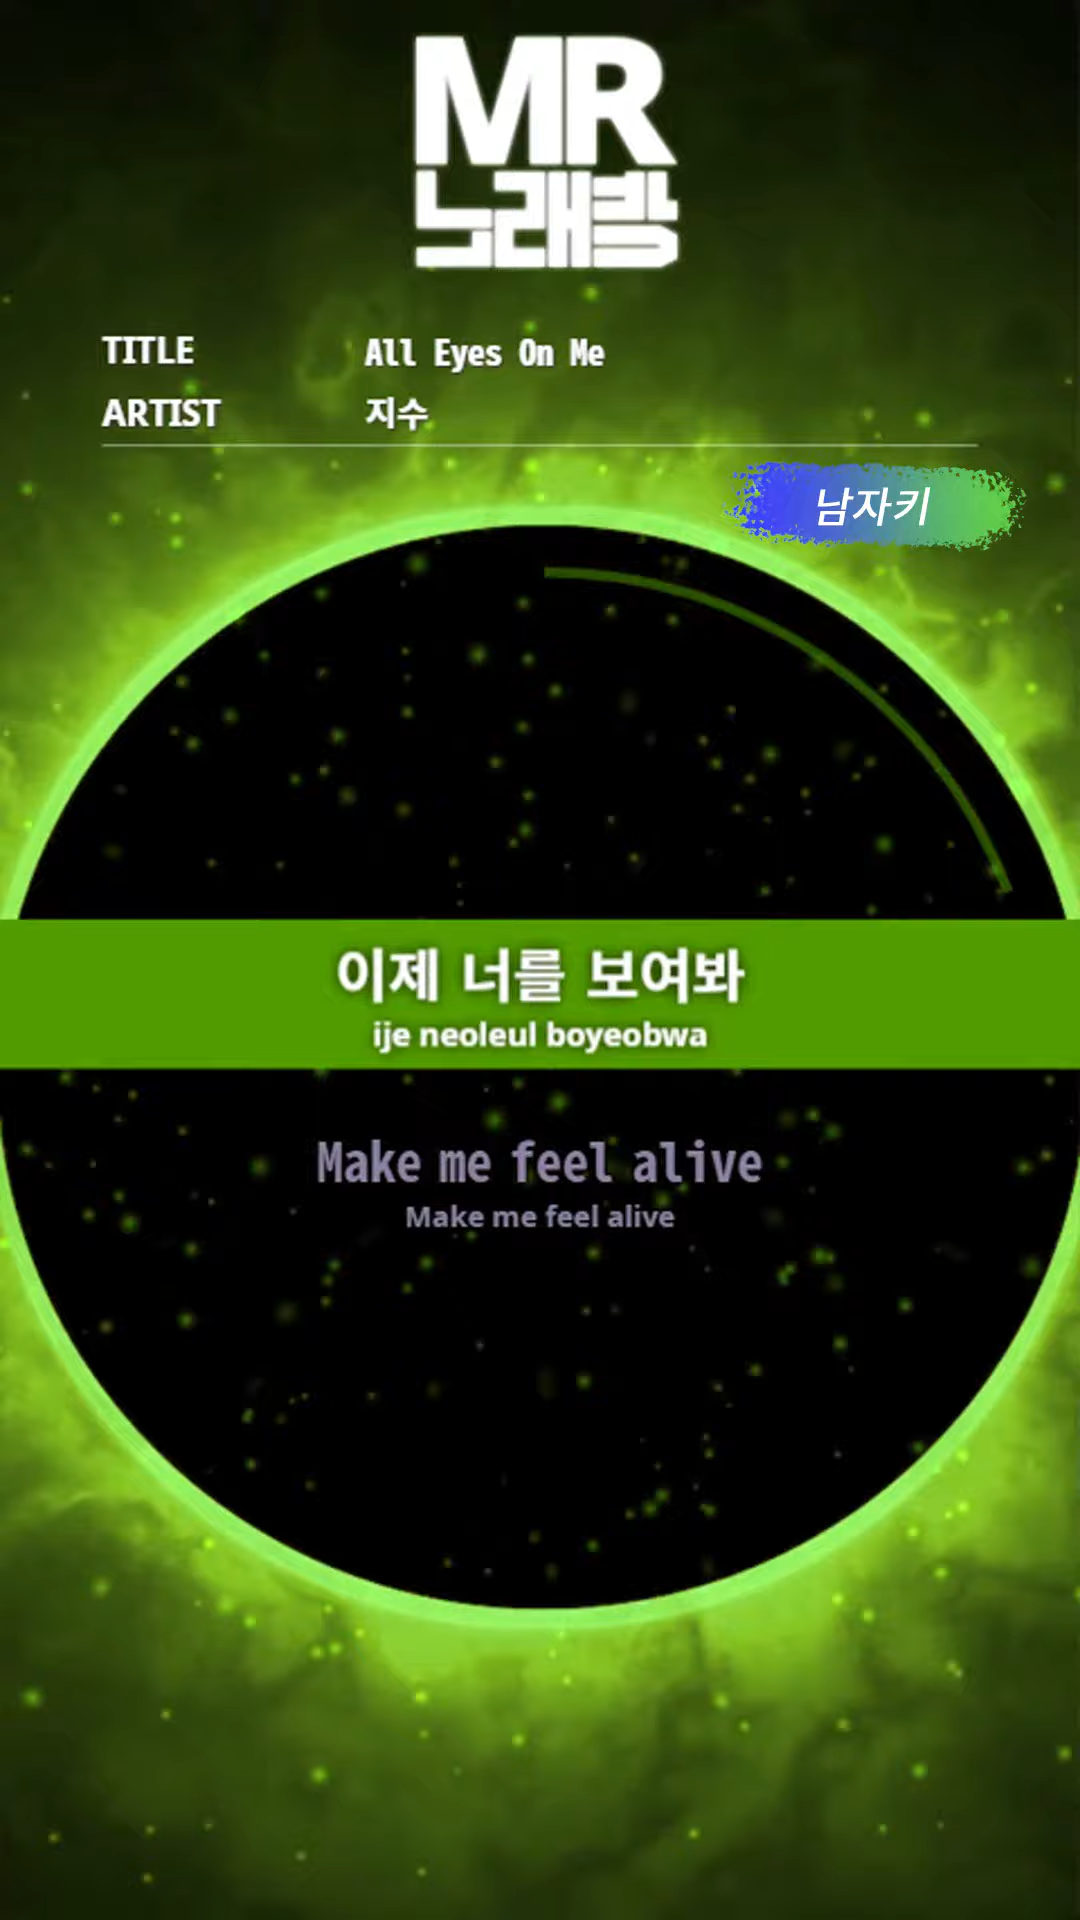 MR
노래방
TITLE All Eyes On Me
ARTIST 지수
남자키
이제 너를 보여봐
ije neoleul boyeobwa
Make me feel alive
Make me feel alive